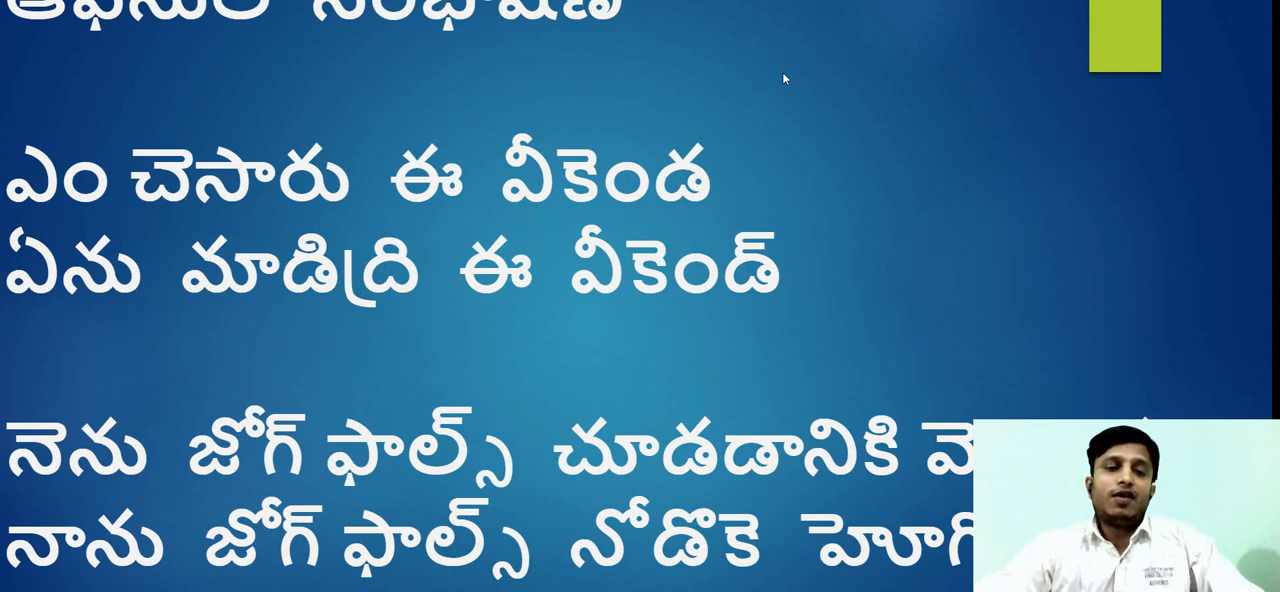 ఎం చెసారు ఈ వీకెండ
ఏను మాడిద్రి ఈ వీకెండ్
నెను జోగ్ ఫాల్స్ చూడడానికి
నాను జోగ్ ఫాల్స్ నోడొకె